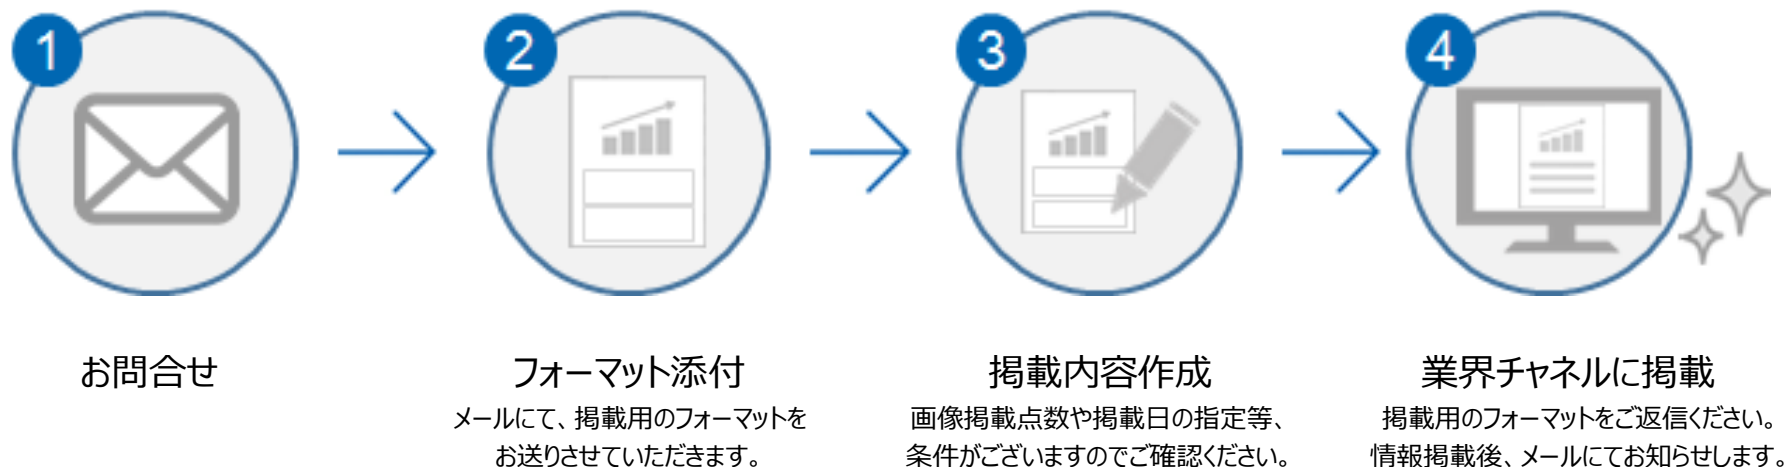 1
2
3
4
お問合せ
フォーマット添付
メールにて、掲載用のフォーマットを
お送りさせていただきます。
掲載内容作成
画像掲載点数や掲載日の指定等、
条件がございますのでご確認ください。
業界チャネルに掲載
掲載用のフォーマットをご返信ください。
情報掲載後、メールにてお知らせします。